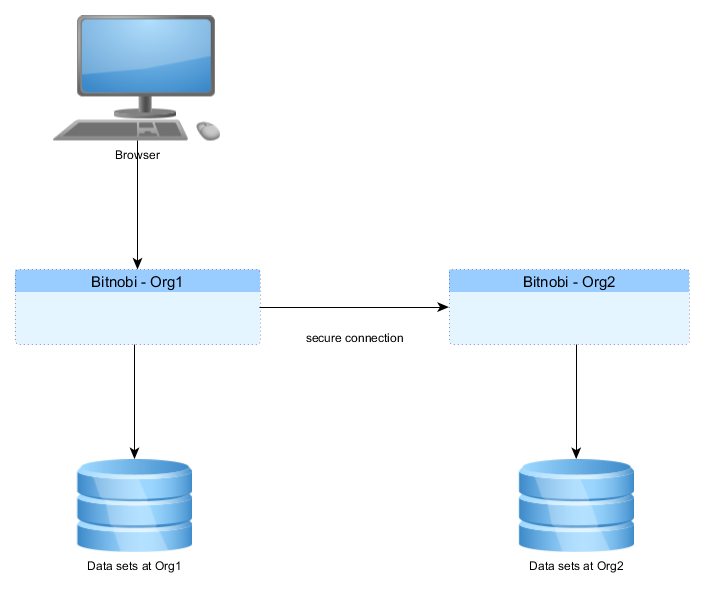 Browser
Bitnobi - Org1
Bitnobi - Org2
secure connection
Data sets at Org1
Data sets at Org2